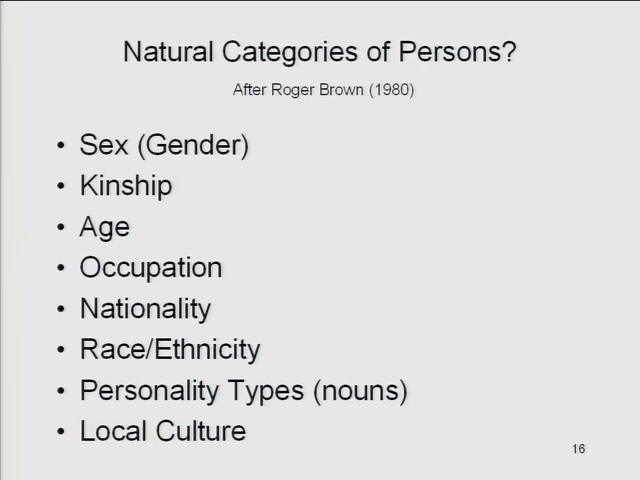 Natural Categories of Persons?
After Roger Brown (1980)
• Sex (Gender)
• Kinship
• Age
• Occupation
• Nationality
• Race/Ethnicity
• Personality Types (nouns)
• Local Culture
16